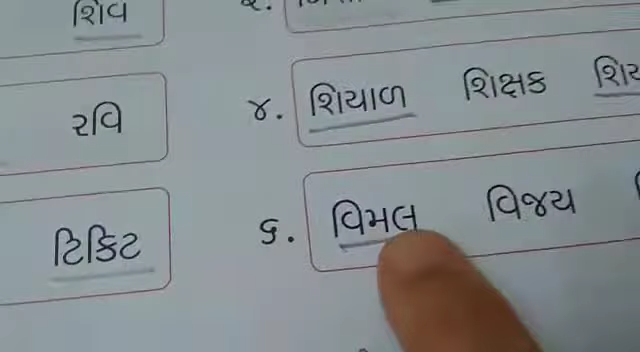 શિવ
૪. શિયાળ શિક્ષક
રવિ
૬. વિમલ વિજય
ટિકિટ